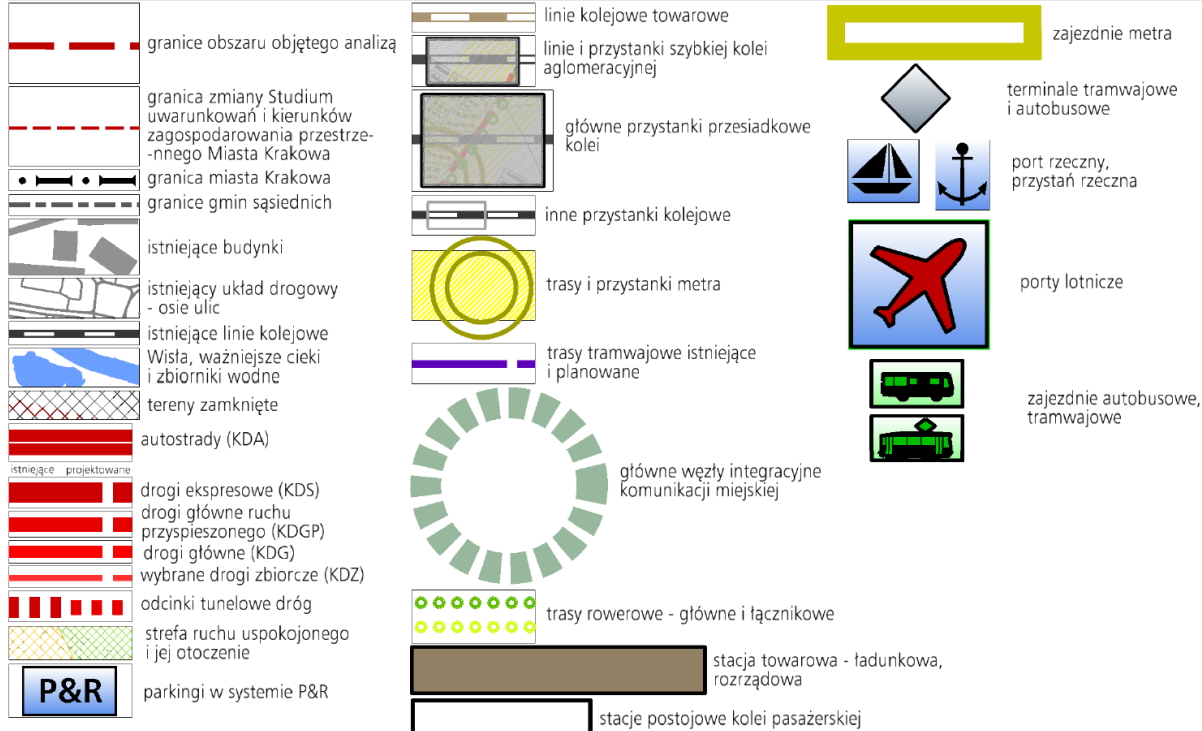 granice obszaru objętego analizą
granica zmiany Studium
uwarunkowań i kierunków
zagospodarowania przestrze-
-nnego Miasta Krakowa
granica miasta Krakowa
granice gmin sąsiednich
istniejące budynki
istniejący układ drogowy
- osie ulic
istniejące linie kolejowe
Wisła, ważniejsze cieki
i zbiorniki wodne
tereny zamknięte
autostrady (KDA)
istniejące projektowane
drogi ekspresowe (KDS)
drogi główne ruchu
przyspieszonego (KDGP)
drogi główne (KDG)
wybrane drogi zbiorcze (KDZ)
odcinki tunelowe dróg
strefa ruchu uspokojonego
i jej otoczenie
P&R
parkingi w systemie P&R
linie kolejowe towarowe
linie i przystanki szybkiej kolei
aglomeracyjnej
główne przystanki przesiadkowe
kolei
inne przystanki kolejowe
trasy i przystanki metra
trasy tramwajowe istniejące
i planowane
główne węzły integracyjne
komunikacji miejskiej
trasy rowerowe - główne i łącznikowe
stacja towarowa - ładunkowa,
rozrządowa
stacje postojowe kolei pasażerskiej
zajezdnie metra
terminale tramwajowe
i autobusowe
port rzeczny,
przystań rzeczna
porty lotnicze
zajezdnie autobusowe,
tramwajowe